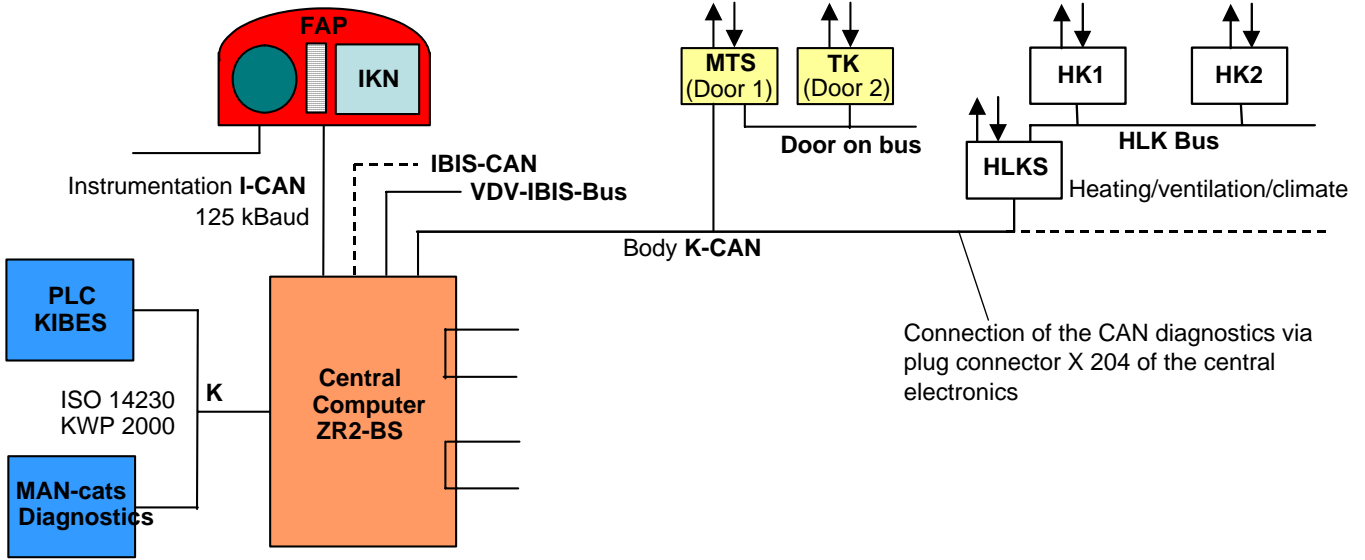 FAP
IKN
MTS
(Door 1)
TK
(Door 2)
HK1
HK2
Door on bus
HLK Bus
HLKS
Heating/ventilation/climate
IBIS-CAN
VDV-IBIS-Bus
Instrumentation I-CAN
125 kBaud
Body K-CAN
PLC
KIBES
Connection of the CAN diagnostics via
plug connector X 204 of the central
electronics
Central
Computer
ZR2-BS
K
ISO 14230
KWP 2000
MAN-cats
Diagnostics